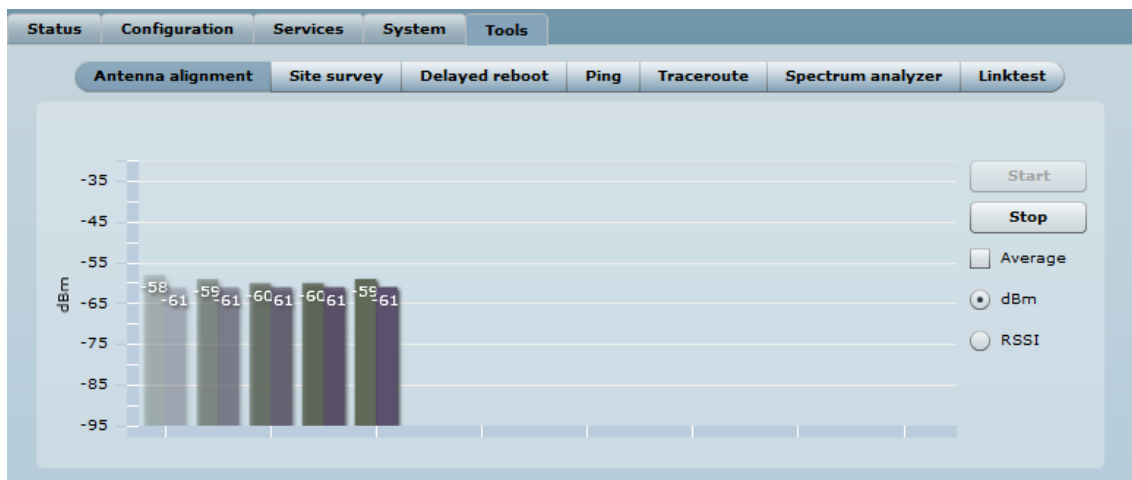 Status Configuration Services System Tools
Antenna alignment Site survey Delayed reboot Ping Traceroute Spectrum analyzer Linktest
dBm
-35
-45
-55
-65
-75
-85
-95
-58 -61 -59 -61 -60 -61 -60 -61 -59 -61
Start
Stop
Average
dBm
RSSI